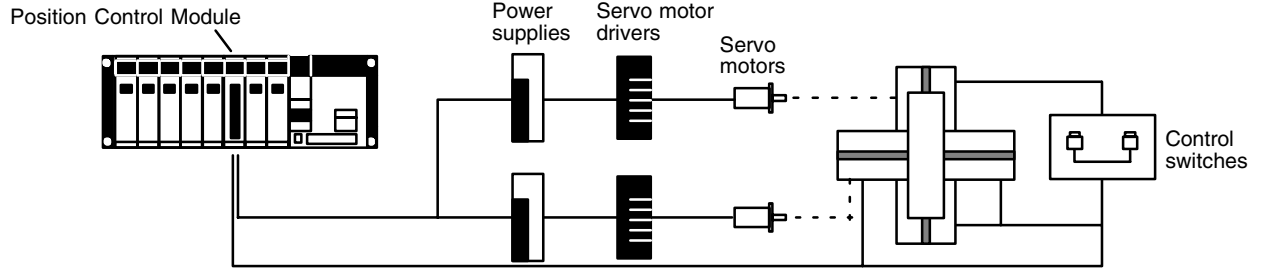 Position Control Module
Power
supplies
Servo motor
drivers
Servo
motors
Control
switches